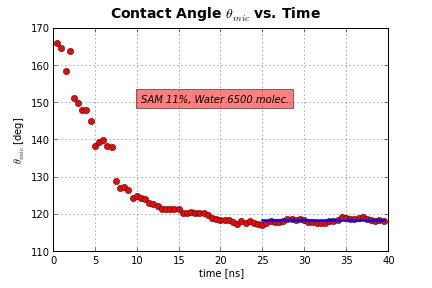 Contact Angle θmic vs. Time
170
160
150
140
130
120
110
θmic [deg]
SAM 11%, Water 6500 molec.
0 5 10 15 20 25 30 35 40
time [ns]